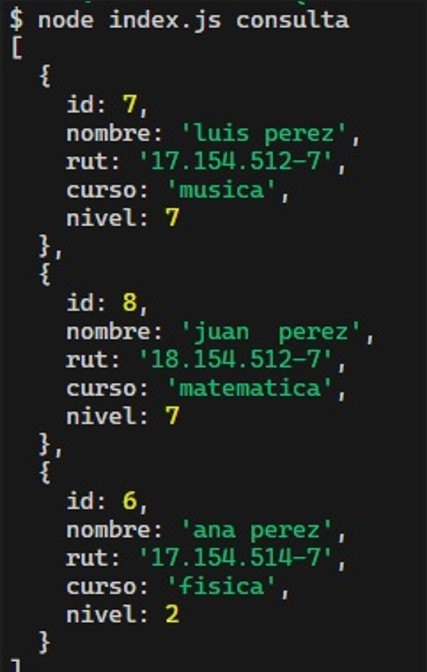 $ node index.js consulta
[
  {
    id: 7,
    nombre: 'luis perez',
    rut: '17.154.512-7',
    curso: 'musica',
    nivel: 7
  },
  {
    id: 8,
    nombre: 'juan  perez',
    rut: '18.154.512-7',
    curso: 'matematica',
    nivel: 7
  },
  {
    id: 6,
    nombre: 'ana perez',
    rut: '17.154.514-7',
    curso: 'fisica',
    nivel: 2
  }
]